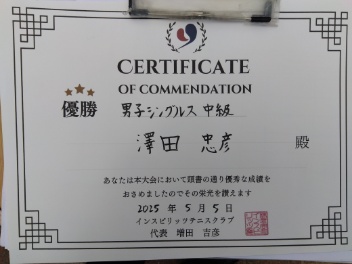 CERTIFICATE
OF COMMENDATION
優勝 男子シングルス 中級
澤田 忠彦 殿
あなたは本大会において頭書の通り優秀な成績を
おさめましたのでその栄光を讃えます
2025 年 5 月 5 日
インスピリッツテニスクラブ
代表 増田 吉彦